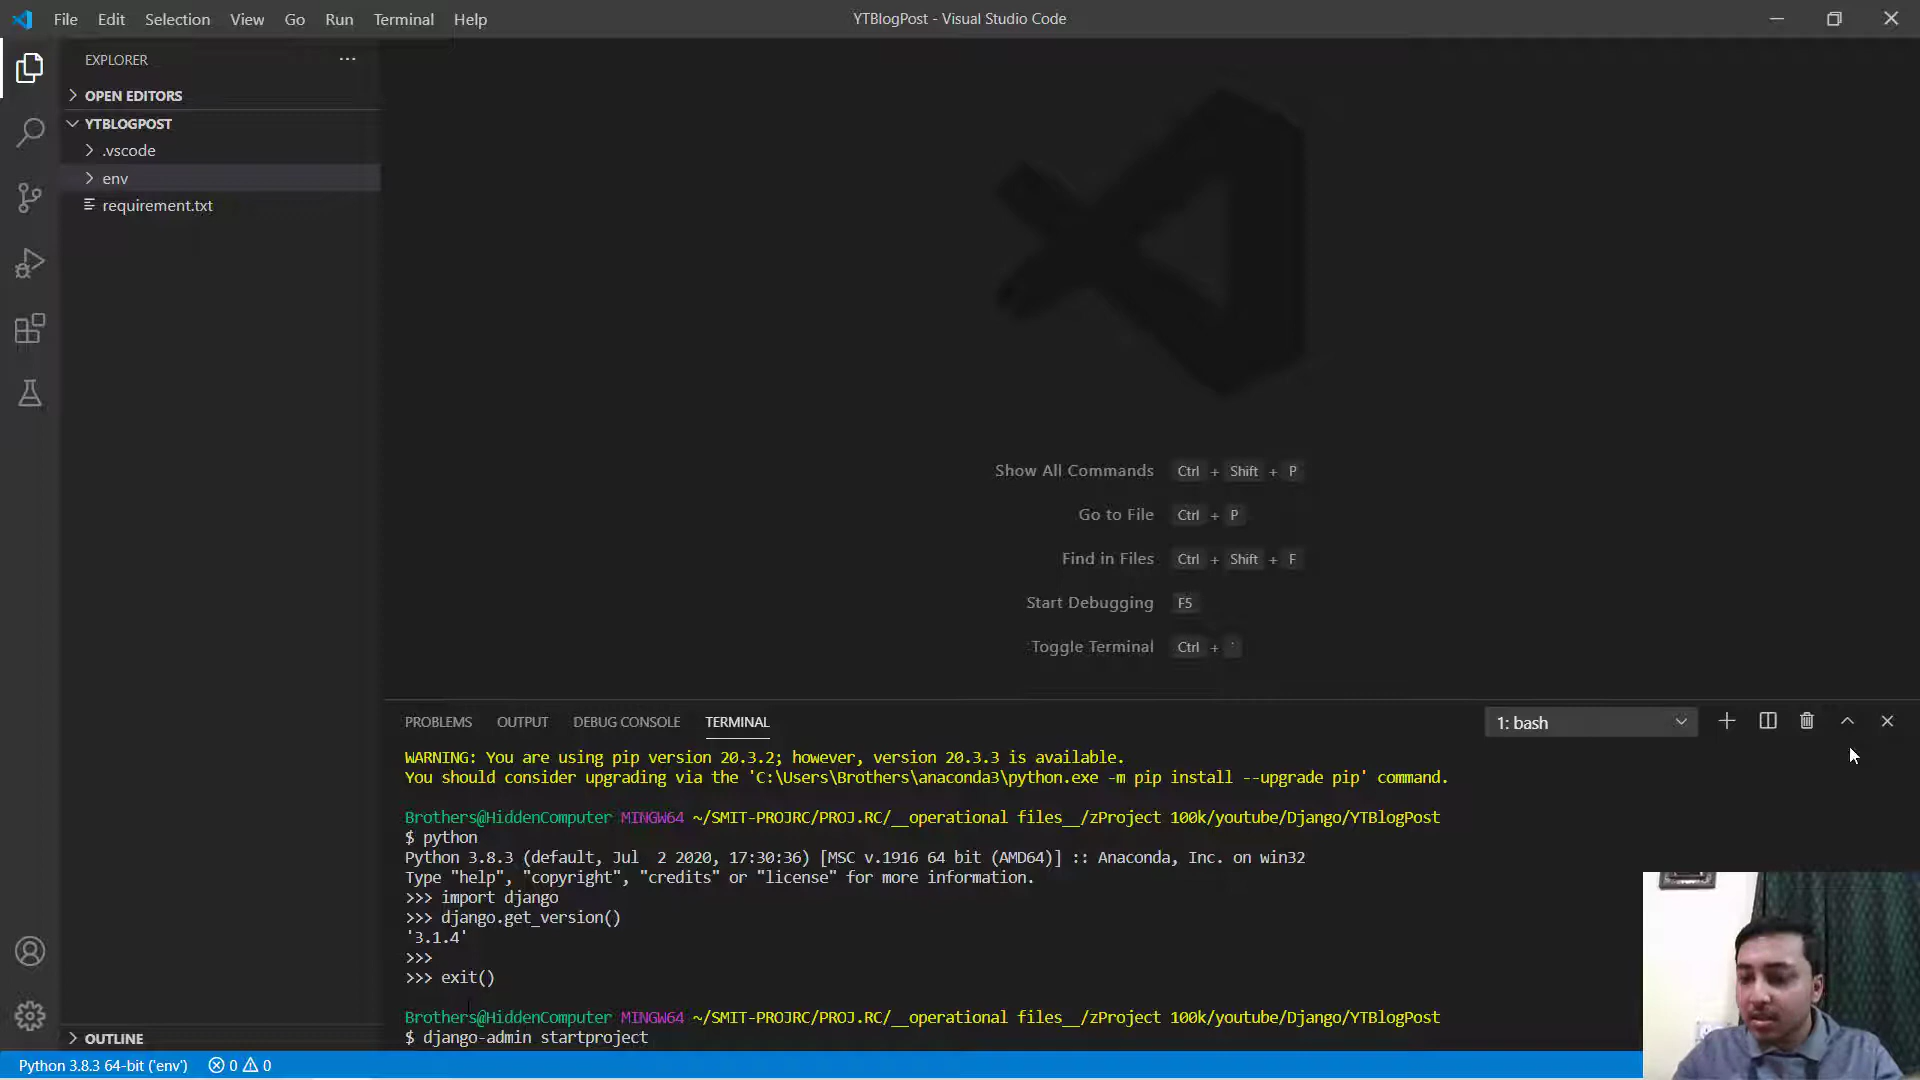 File Edit Selection View Go Run Terminal Help
YTBlogPost - Visual Studio Code
EXPLORER
OPEN EDITORS
YTBLOGPOST
.vscode
env
requirement.txt
Show All Commands Ctrl + Shift + P
Go to File Ctrl + P
Find in Files Ctrl + Shift + F
Start Debugging F5
Toggle Terminal Ctrl + `
PROBLEMS OUTPUT DEBUG CONSOLE TERMINAL
1: bash
WARNING: You are using pip version 20.3.2; however, version 20.3.3 is available.
You should consider upgrading via the 'C:\Users\Brothers\anaconda3\python.exe -m pip install --upgrade pip' command.
Brothers@HiddenComputer MINGW64 ~/SMIT-PROJRC/PROJ.RC/__operational files__/zProject 100k/youtube/Django/YTBlogPost
$ python
Python 3.8.3 (default, Jul  2 2020, 17:30:36) [MSC v.1916 64 bit (AMD64)] :: Anaconda, Inc. on win32
Type "help", "copyright", "credits" or "license" for more information.
>>> import django
>>> django.get_version()
'3.1.4'
>>>
>>> exit()
Brothers@HiddenComputer MINGW64 ~/SMIT-PROJRC/PROJ.RC/__operational files__/zProject 100k/youtube/Django/YTBlogPost
$ django-admin startproject
OUTLINE
Python 3.8.3 64-bit ('env') 0 0